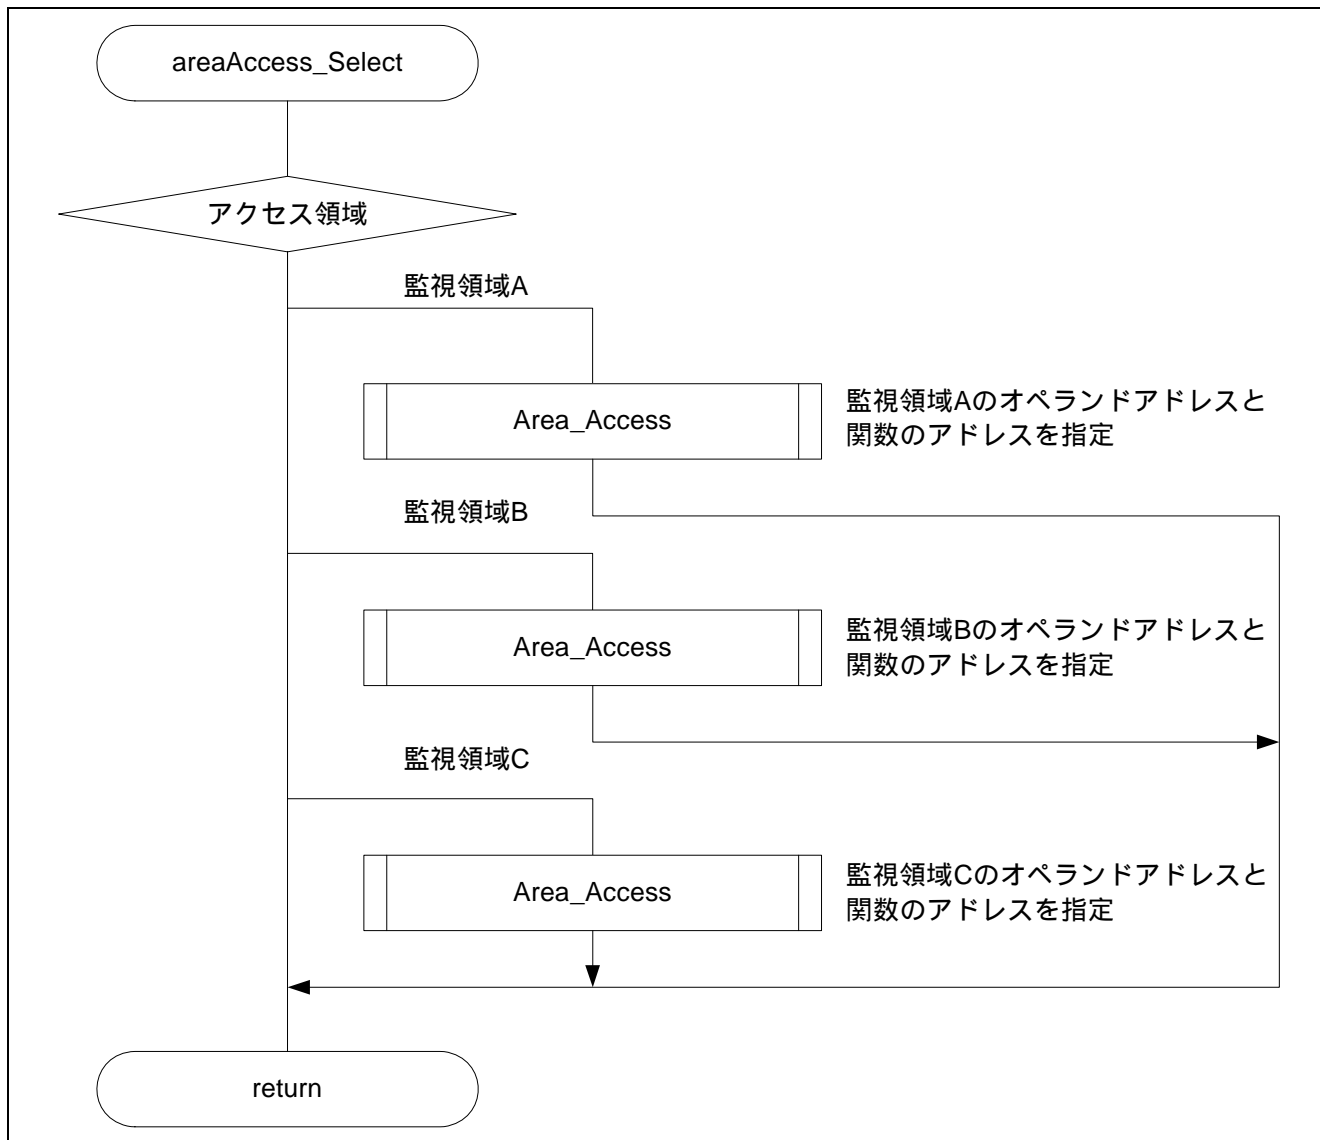 areaAccess_Select
アクセス領域
監視領域A
Area_Access
監視領域Aのオペランドアドレスと
関数のアドレスを指定
監視領域B
Area_Access
監視領域Bのオペランドアドレスと
関数のアドレスを指定
監視領域C
Area_Access
監視領域Cのオペランドアドレスと
関数のアドレスを指定
return